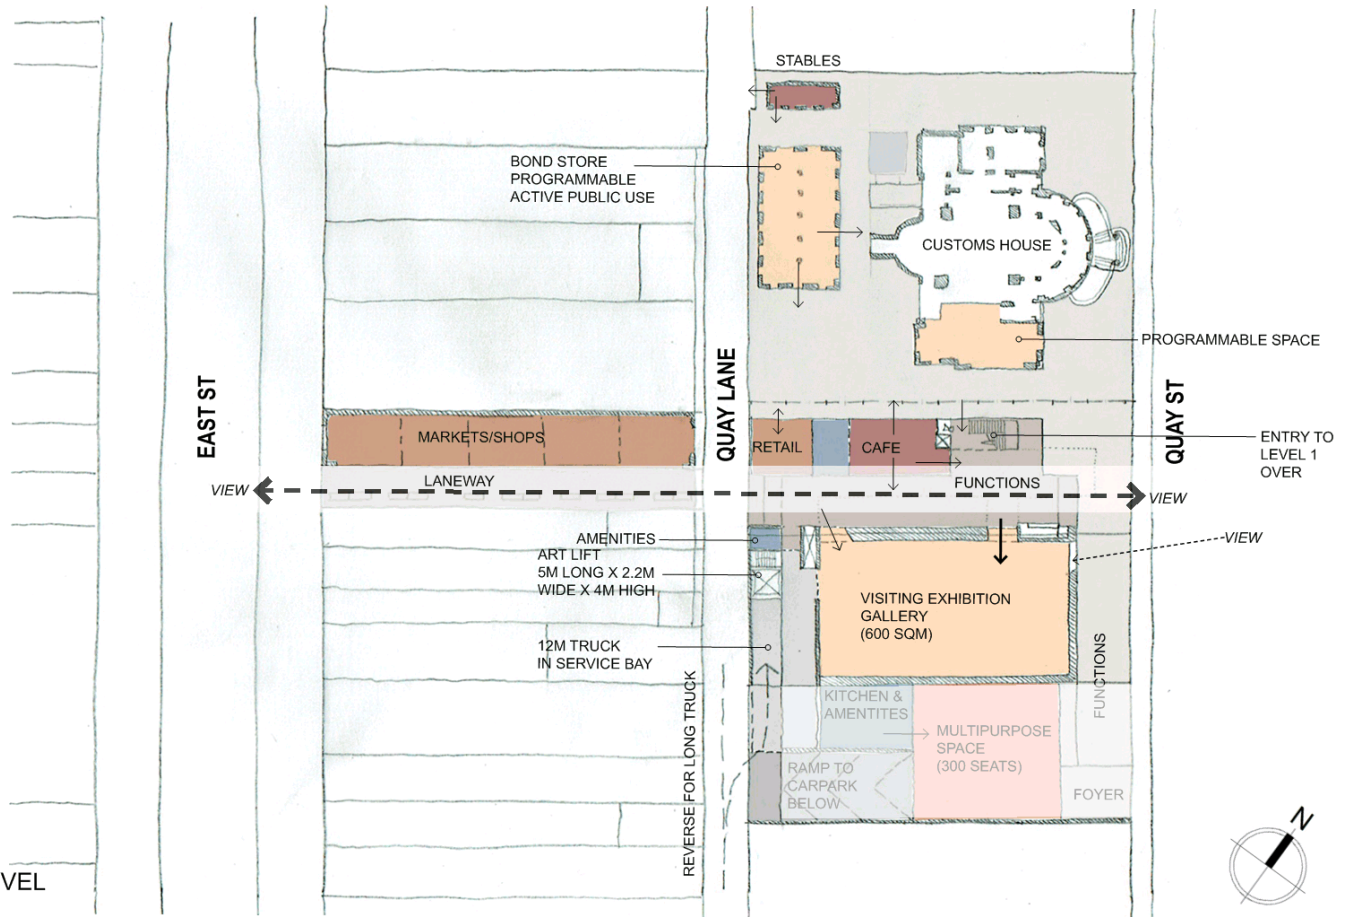 STABLES
BOND STORE
PROGRAMMABLE
ACTIVE PUBLIC USE
CUSTOMS HOUSE
PROGRAMMABLE SPACE
EAST ST
QUAY LANE
QUAY ST
MARKETS/SHOPS
RETAIL
CAFE
ENTRY TO
LEVEL 1
OVER
LANEWAY
FUNCTIONS
VIEW
VIEW
AMENITIES
VIEW
ART LIFT
5M LONG X 2.2M
WIDE X 4M HIGH
VISITING EXHIBITION
GALLERY
(600 SQM)
12M TRUCK
IN SERVICE BAY
FUNCTIONS
REVERSE FOR LONG TRUCK
KITCHEN &
AMENTITES
MULTIPURPOSE
SPACE
(300 SEATS)
RAMP TO
CARPARK
BELOW
FOYER
N
VEL